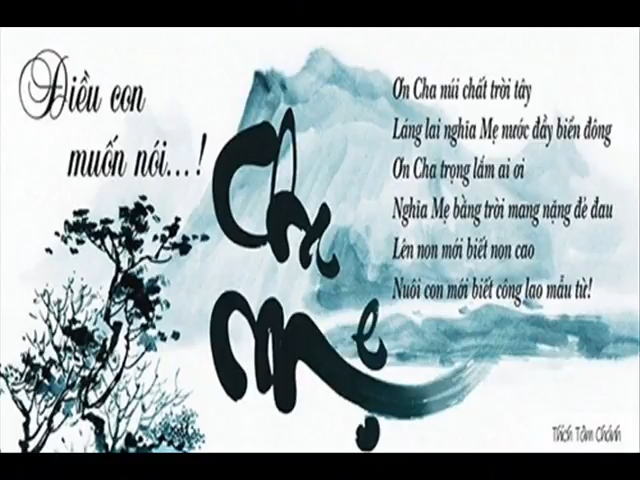 Điều con
muốn nói...!
Cha
Mẹ
Ơn Cha núi chất trời tây
Láng lai nghĩa Mẹ nước đầy biển đông
Ơn Cha trọng lắm ai ơi
Nghĩa Mẹ bằng trời mang nặng đẻ đau
Lên non mới biết non cao
Nuôi con mới biết công lao mẫu từ!
Thích Tâm Chánh